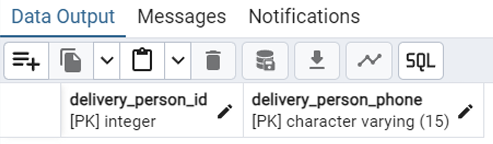 Data Output Messages Notifications
SQL
delivery_person_id delivery_person_phone
[PK] integer [PK] character varying (15)